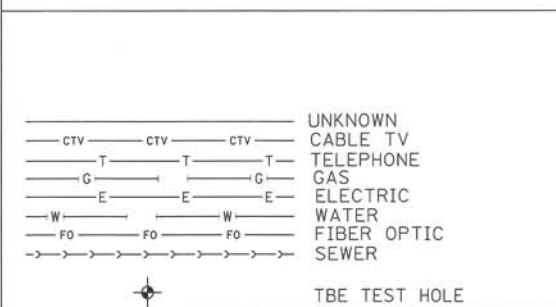 UNKNOWN
CTV CTV CTV CABLE TV
T T T TELEPHONE
G G GAS
E E E ELECTRIC
W W WATER
FO FO FO FIBER OPTIC
SEWER
TBE TEST HOLE